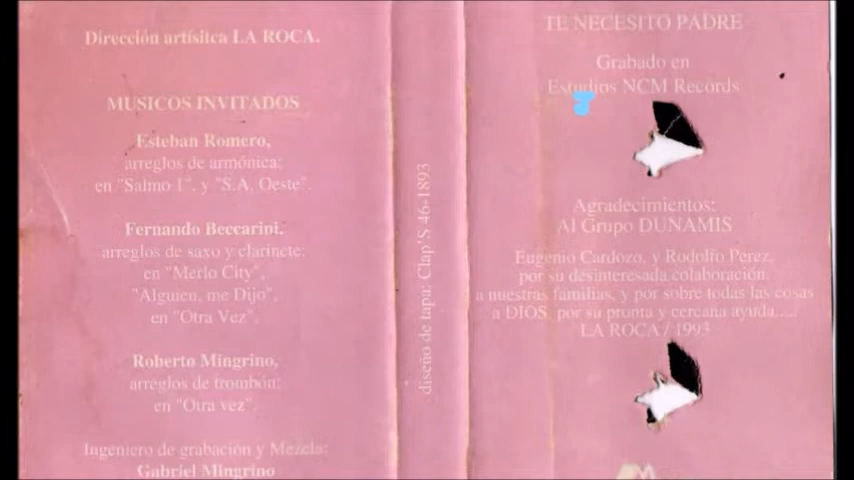 Dirección artísitca LA ROCA.
MUSICOS INVITADOS
Esteban Romero,
arreglos de armónica:
en "Salmo 1". y "S.A. Oeste".
Fernando Beccarini.
arreglos de saxo y clarinete:
en "Merlo City",
"Alguien, me Dijo",
en "Otra Vez".
Roberto Mingrino,
arreglos de trombón:
en "Otra vez".
Ingeniero de grabación y Mezcla:
Gabriel Mingrino
diseño de tapa: Clap'S 46-1893
TE NECESITO PADRE
Grabado en
Estudios NCM Records
Agradecimientos:
Al Grupo DUNAMIS
Eugenio Cardozo, y Rodolfo Perez,
por su desinteresada colaboración.
a nuestras familias, y por sobre todas las cosas
a DIOS, por su pronta y cercana ayuda.....
LA ROCA / 1993